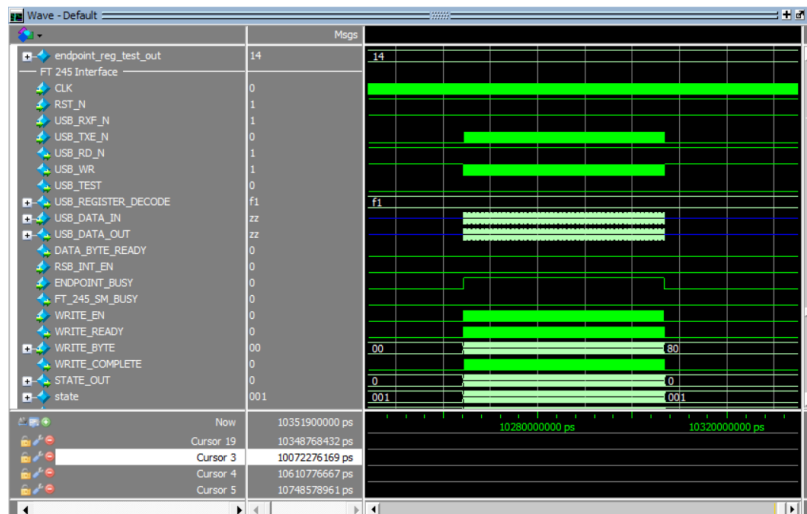 Wave - Default
Msgs
endpoint_reg_test_out 14 14
FT 245 Interface
CLK 0
RST_N 1
USB_RXF_N 1
USB_TXE_N 0
USB_RD_N 1
USB_WR 1
USB_TEST 0
USB_REGISTER_DECODE f1 f1
USB_DATA_IN zz
USB_DATA_OUT zz
DATA_BYTE_READY 0
RSB_INT_EN 0
ENDPOINT_BUSY 0
FT_245_SM_BUSY 0
WRITE_EN 0
WRITE_READY 0
WRITE_BYTE 00 00 80
WRITE_COMPLETE 0
STATE_OUT 0 0 0
state 001 001 001
Now 10351900000 ps 10280000000 ps 10320000000 ps
Cursor 19 10348768432 ps
Cursor 3 10072276169 ps
Cursor 4 10610776667 ps
Cursor 5 10748578961 ps